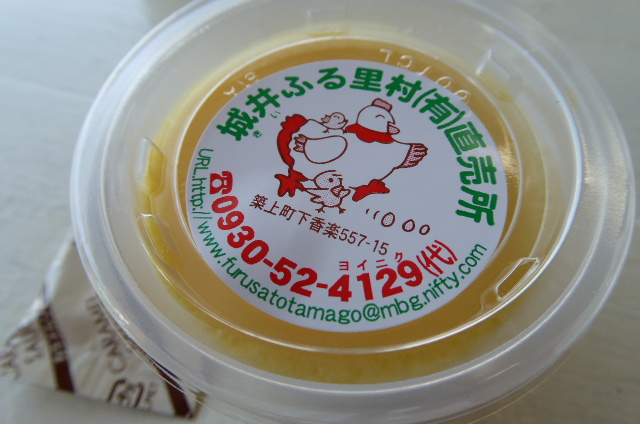 城井ふる里村(有)直売所
いき
築上町下香楽557-15
ヨイニク
☎0930-52-4129(代)
URL.http://www.furusatotamago@mbg.nifty.com
CARAM